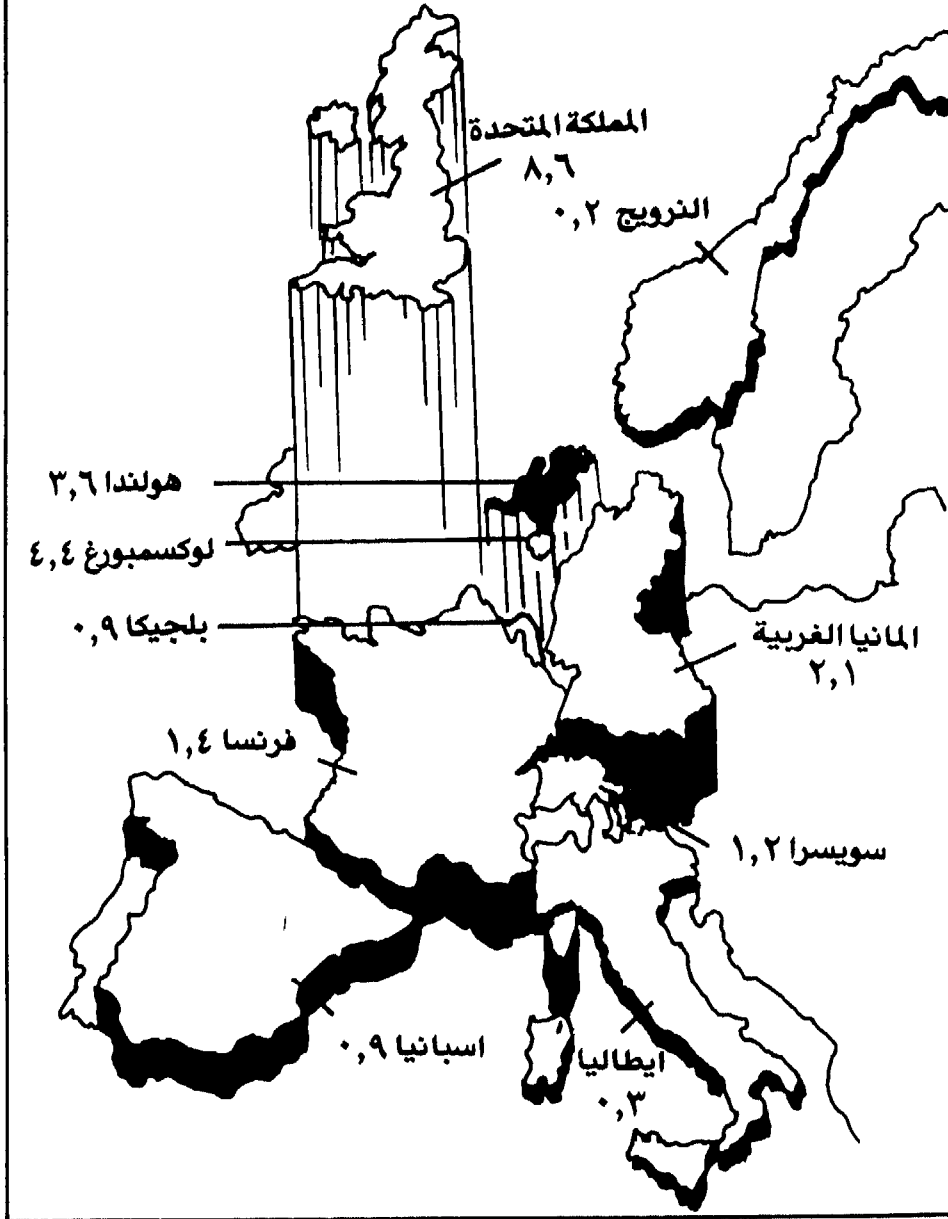 المملكة المتحدة
٨,٦
النرويج ٠,٢
هولندا ٣,٦
لوكسمبورغ ٤,٤
بلجيكا ٠,٩
المانيا الغربية
٢,١
فرنسا ١,٤
سويسرا ١,٢
اسبانيا ٠,٩
ايطاليا
٠,٣